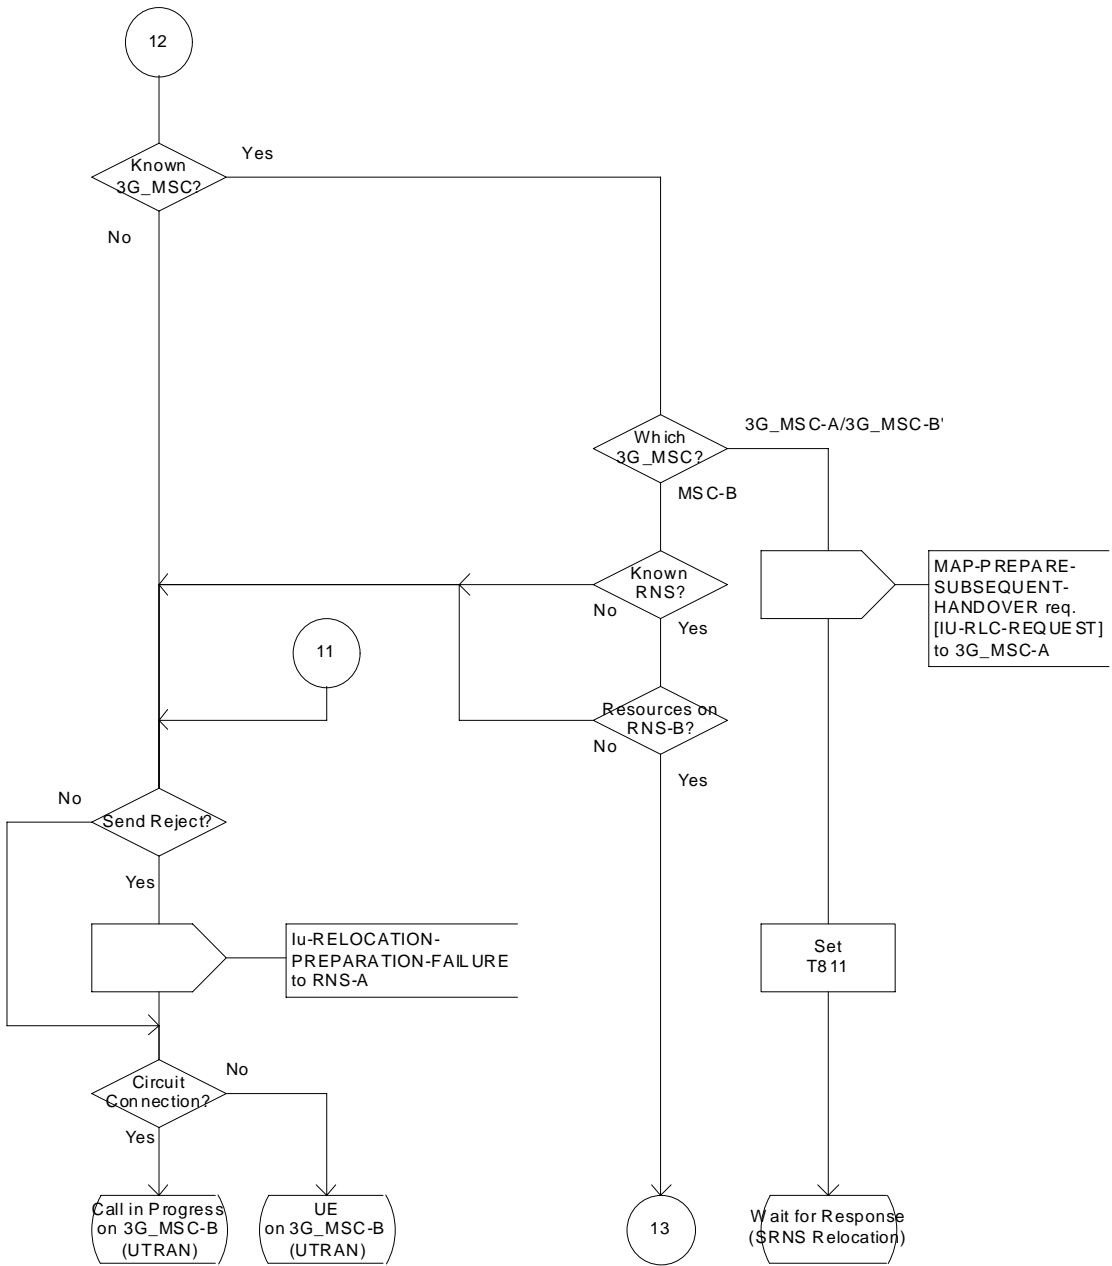 12
Known
3G_MSC?
Yes
No
Which
3G_MSC?
3G_MSC-A/3G_MSC-B'
MSC-B
Known
RNS?
No
Yes
MAP-PREPARE-
SUBSEQUENT-
HANDOVER req.
[IU-RLC-REQUEST]
to 3G_MSC-A
11
Resources on
RNS-B?
No
Yes
No
Send Reject?
Yes
Iu-RELOCATION-
PREPARATION-FAILURE
to RNS-A
Set
T811
Circuit
Connection?
No
Yes
Call in Progress
on 3G_MSC-B
(UTRAN)
UE
on 3G_MSC-B
(UTRAN)
13
Wait for Response
(SRNS Relocation)